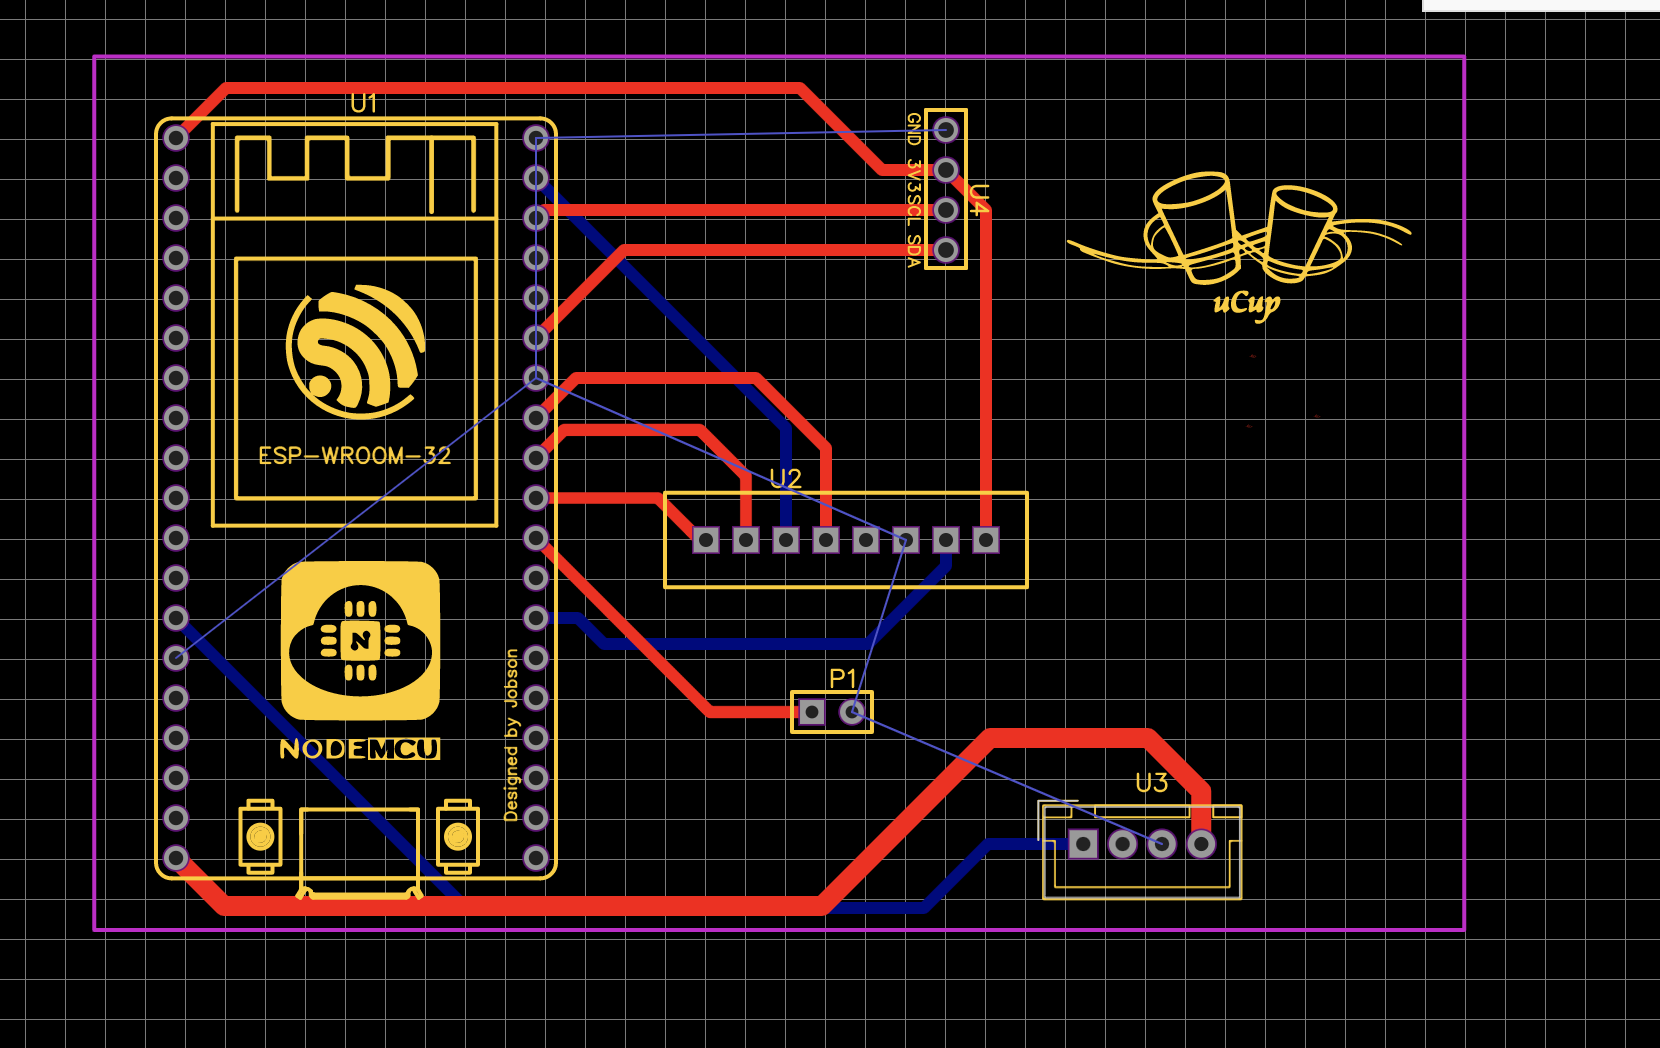 U1
GND
3V3
SCL
SDA
U4
uCup
ESP-WROOM-32
U2
Designed by Jobson
P1
NODEMCU
U3